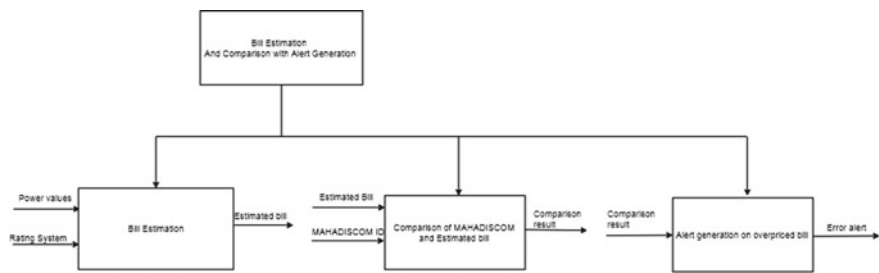 Bill Estimation
And Comparison with Alert Generation
Power values
Rating System
Bill Estimation
Estimated bill
Estimated Bill
MAHADISCOM ID
Comparison of MAHADISCOM
and Estimated bill
Comparison
result
Comparison
result
Alert generation on overpriced bill
Error alert